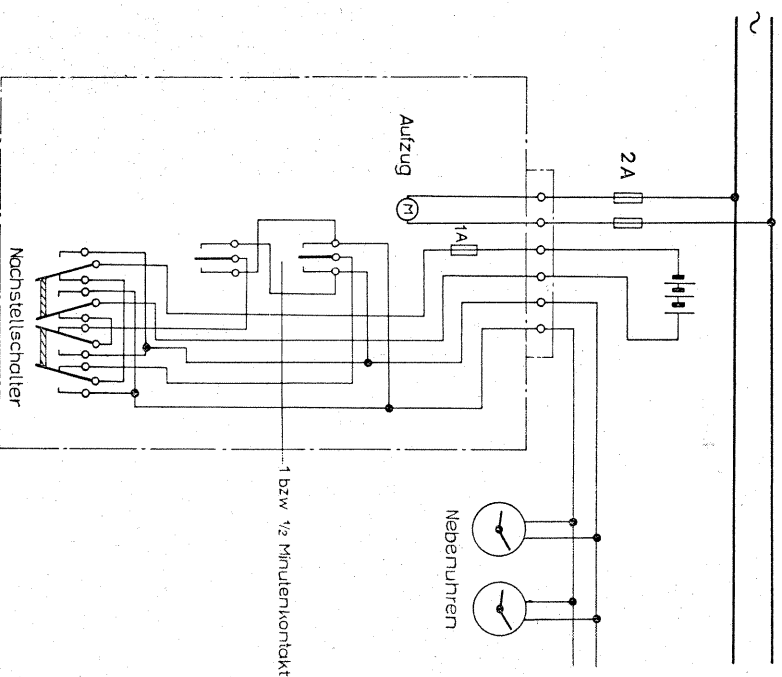 ~
2A
Aufzug
M
1A
1 bzw 1/2 Minutenkontakt
Nachstellschalter
Nebenuhren